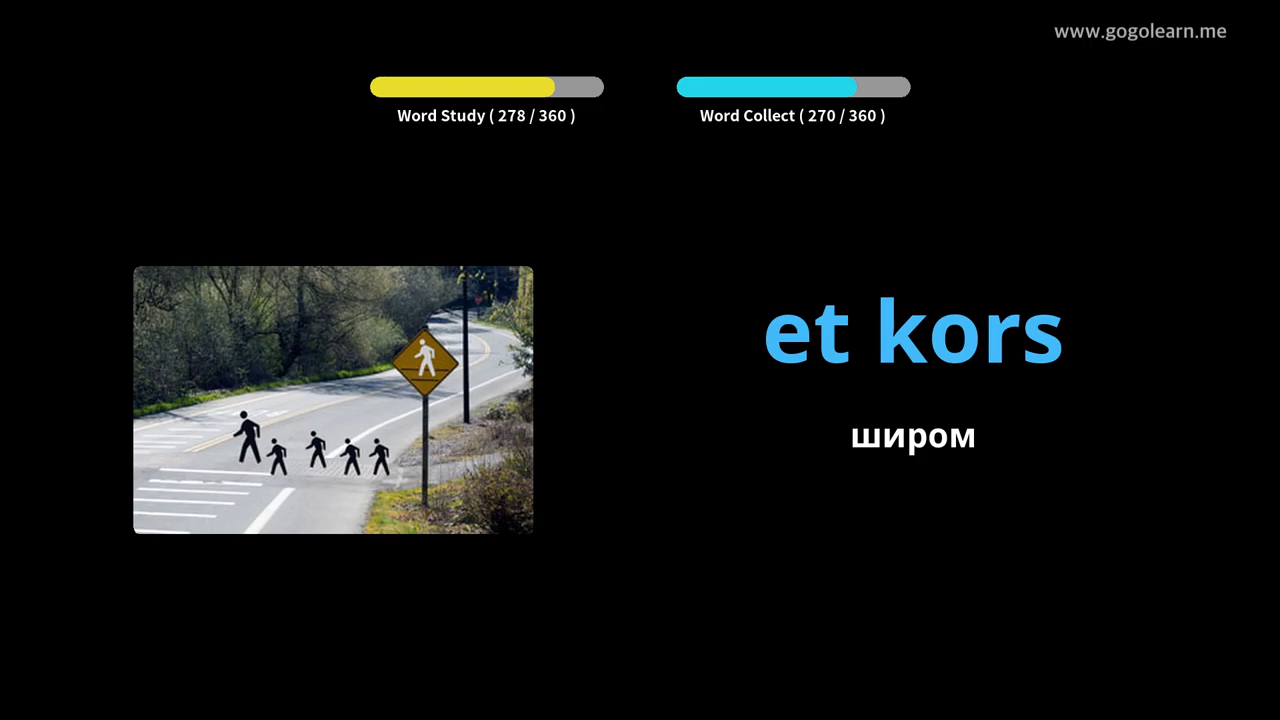 www.gogolearn.me
Word Study ( 278 / 360 )
Word Collect ( 270 / 360 )
et kors
широм